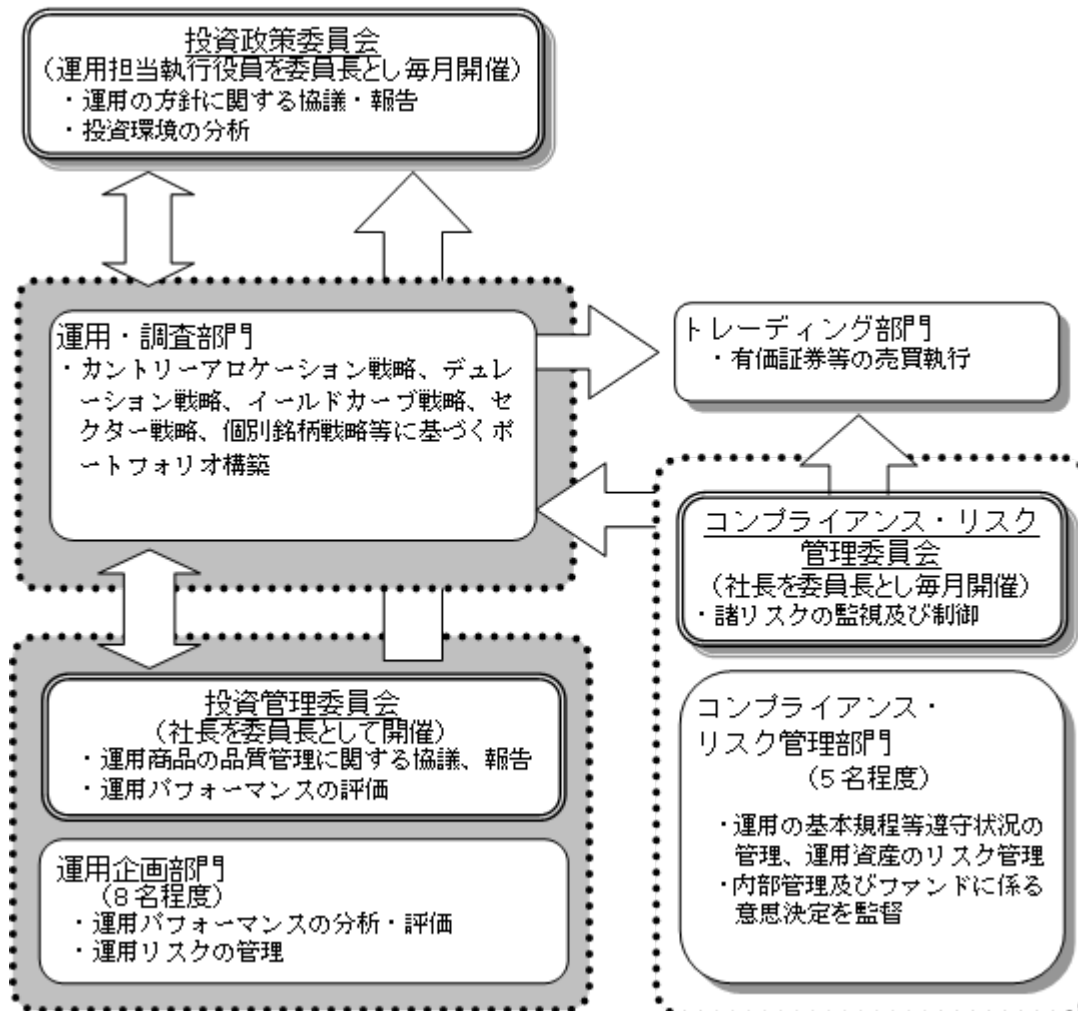 投資政策委員会
(運用担当執行役員を委員長とし毎月開催)
・運用の方針に関する協議・報告
・投資環境の分析
運用・調査部門
・カントリーアロケーション戦略、デュレ
ーション戦略、イールドカーブ戦略、セ
クター戦略、個別銘柄戦略等に基づくポ
ートフォリオ構築
トレーディング部門
・有価証券等の売買執行
コンプライアンス・リスク
管理委員会
(社長を委員長とし毎月開催)
・諸リスクの監視及び制御
投資管理委員会
(社長を委員長として開催)
・運用商品の品質管理に関する協議、報告
・運用パフォーマンスの評価
運用企画部門
(8名程度)
・運用パフォーマンスの分析・評価
・運用リスクの管理
コンプライアンス・
リスク管理部門
(5名程度)
・運用の基本規程等遵守状況の
管理、運用資産のリスク管理
・内部管理及びファンドに係る
意思決定を監督